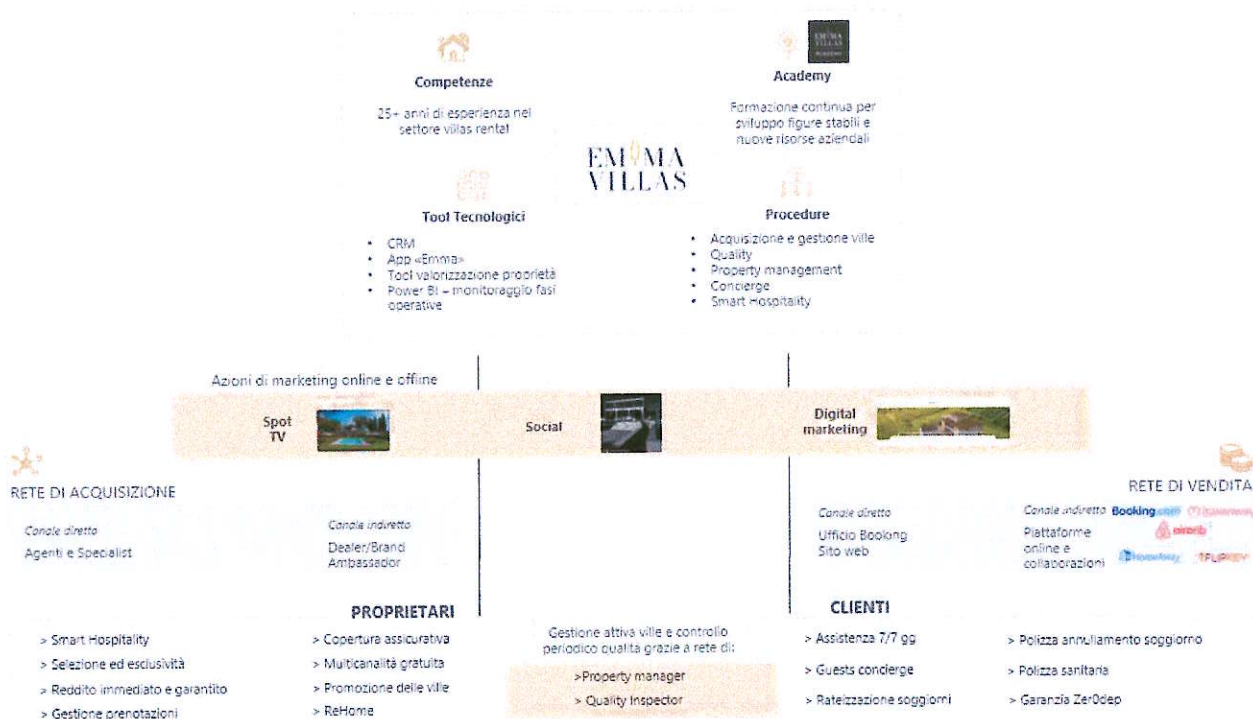 Competenze
25+ anni di esperienza nel
settore villas rental
EMMA
VILLAS
Academy
Formazione continua per
sviluppo figure stabili e
nuove risorse aziendali
EMMA
VILLAS
Tool Tecnologici
• CRM
• App «Emma»
• Tool valorizzazione proprietà
• Power BI – monitoraggio fasi
operative
Procedure
• Acquisizione e gestione ville
• Quality
• Property management
• Concierge
• Smart Hospitality
Azioni di marketing online e offline
Spot
TV
Social
Digital
marketing
RETE DI ACQUISIZIONE
Canale diretto
Agenti e Specialist
Canale indiretto
Dealer/Brand
Ambassador
RETE DI VENDITA
Canale diretto
Ufficio Booking
Sito web
Canale indiretto
Piattaforme
online e
collaborazioni
Booking.com
airbnb
HomeAway
FLIPKEY
PROPRIETARI
> Smart Hospitality
> Selezione ed esclusività
> Reddito immediato e garantito
> Gestione prenotazioni
> Copertura assicurativa
> Multicanalità gratuita
> Promozione delle ville
> ReHome
Gestione attiva ville e controllo
periodico qualità grazie a rete di:
>Property manager
> Quality Inspector
CLIENTI
> Assistenza 7/7 gg
> Guests concierge
> Rateizzazione soggiorni
> Polizza annullamento soggiorno
> Polizza sanitaria
> Garanzia Zer0dep